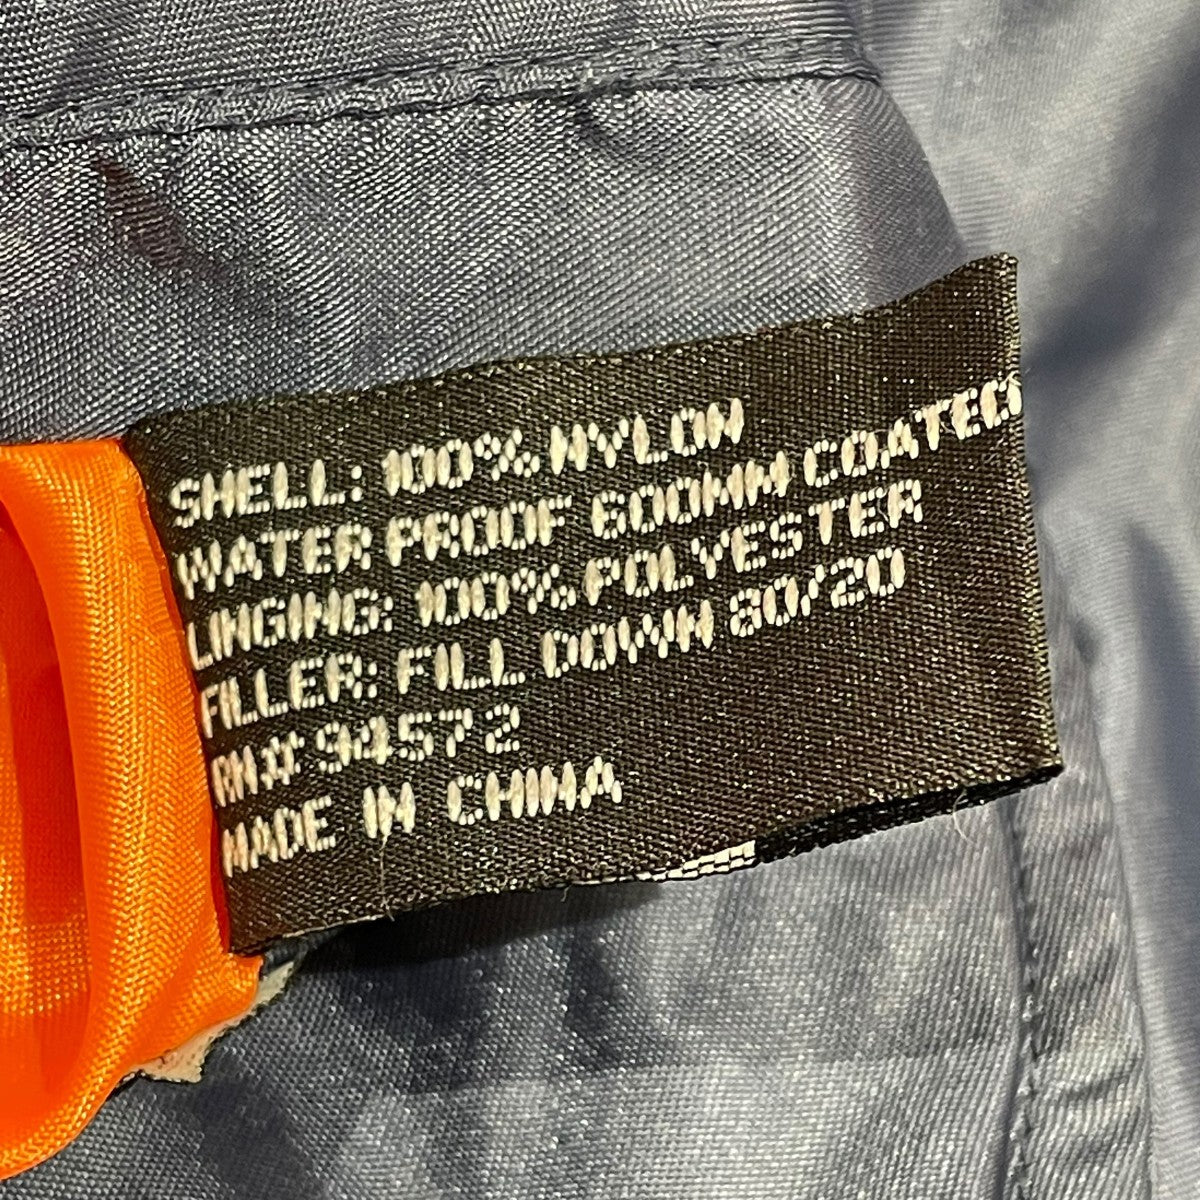 SHELL: 100% NYLON
WATER PROOF 600MM COATED
LINGING: 100% POLYESTER
FILLER: FILL DOWN 80/20
RN# 94572
MADE IN CHINA